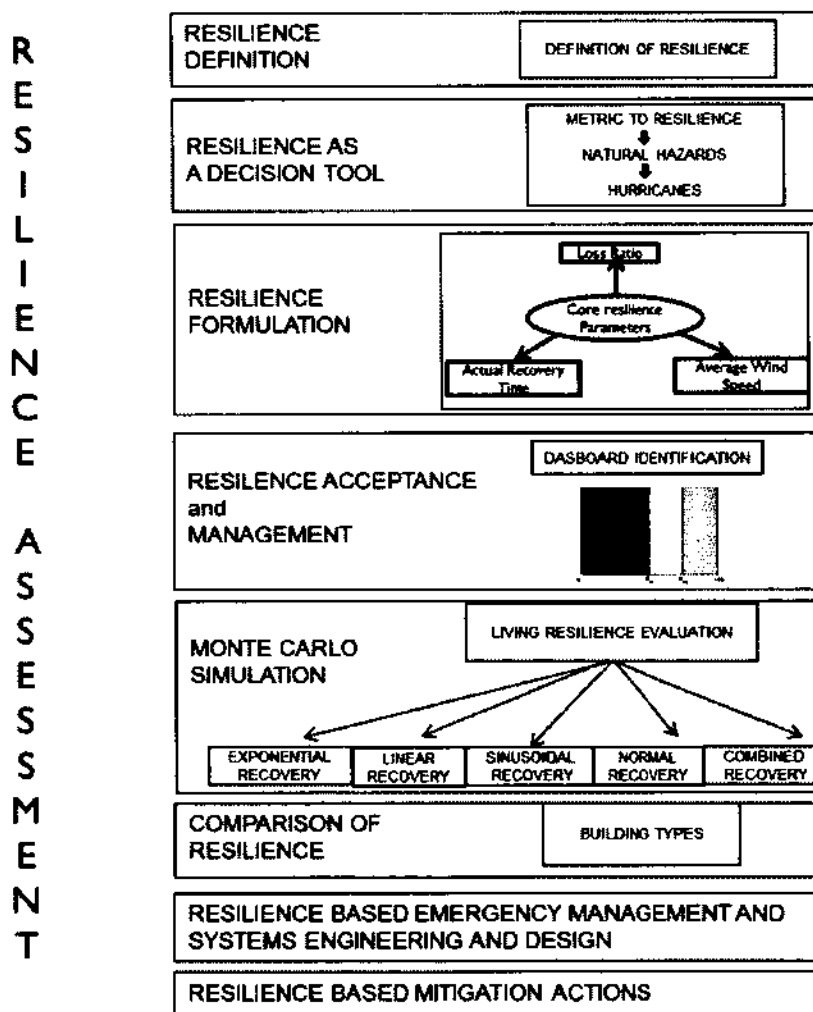 RESILIENCE ASSESSMENT
RESILIENCE
DEFINITION
DEFINITION OF RESILIENCE
RESILIENCE AS
A DECISION TOOL
METRIC TO RESILIENCE
NATURAL HAZARDS
HURRICANES
RESILIENCE
FORMULATION
Loss Ratio
Core resilience
Parameters
Actual Recovery
Time
Average Wind
Speed
RESILENCE ACCEPTANCE
and
MANAGEMENT
DASBOARD IDENTIFICATION
MONTE CARLO
SIMULATION
LIVING RESILIENCE EVALUATION
EXPONENTIAL
RECOVERY
LINEAR
RECOVERY
SINUSOIDAL
RECOVERY
NORMAL
RECOVERY
COMBINED
RECOVERY
COMPARISON OF
RESILIENCE
BUILDING TYPES
RESILIENCE BASED EMERGENCY MANAGEMENT AND
SYSTEMS ENGINEERING AND DESIGN
RESILIENCE BASED MITIGATION ACTIONS